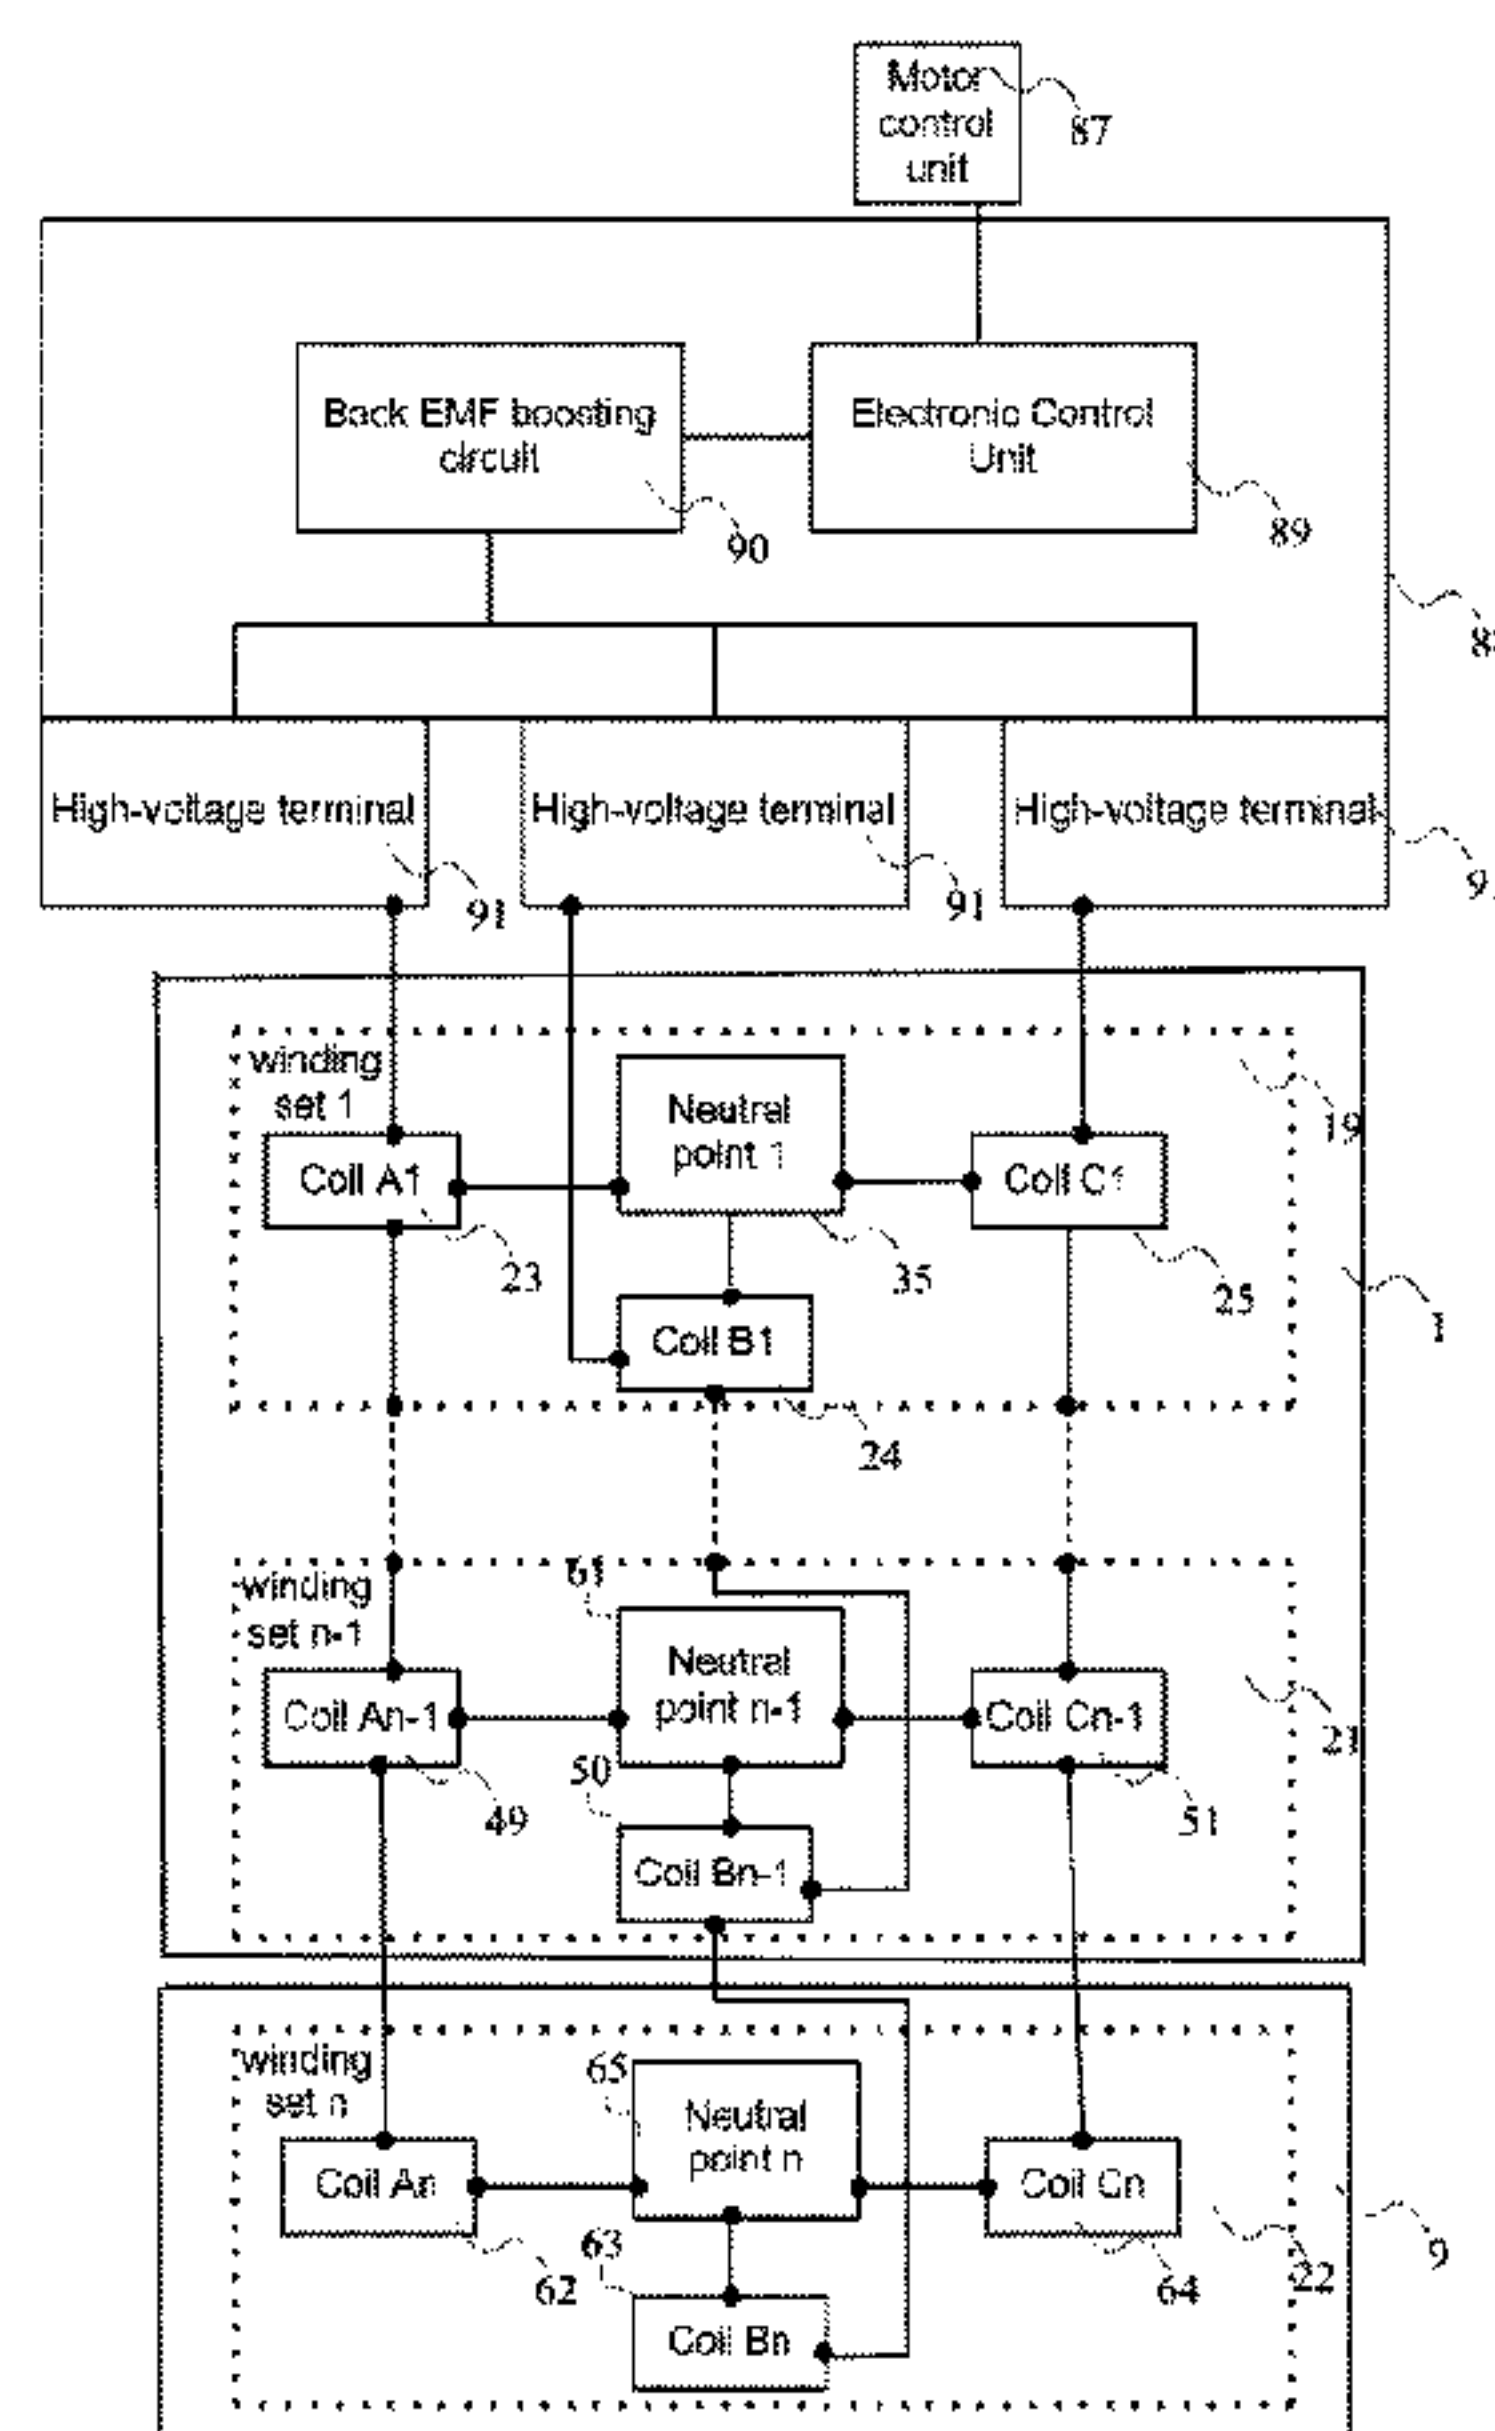 Motor
control
unit
87
Back EMF boosting
circuit
90
Electronic Control
Unit
89
High-voltage terminal
High-voltage terminal
91
High-voltage terminal
winding
set 1
19
Neutral
point 1
35
Coil A1
23
Coil C1
25
1
Coil B1
24
winding
set n-1
61
Neutral
point n-1
21
Coil An-1
49
Coil Cn-1
51
50
Coil Bn-1
winding
set n
65
Neutral
point n
Coil An
62
Coil Cn
64
22
9
63
Coil Bn